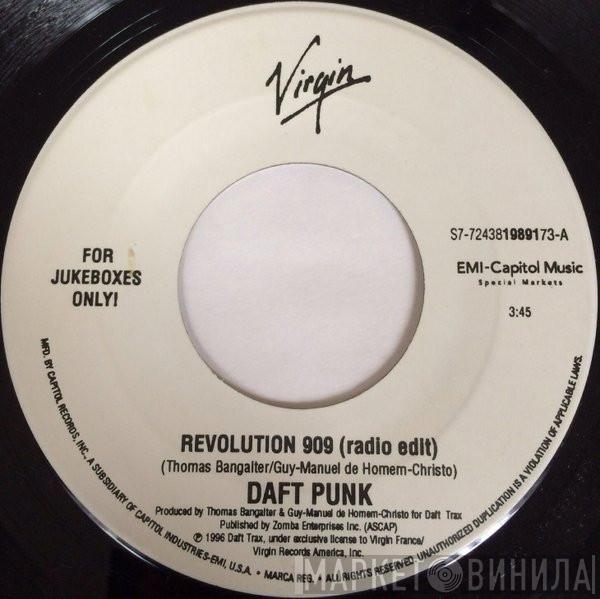 Virgin
FOR
JUKEBOXES
ONLY!
S7-724381989173-A
EMI-Capitol Music
Special Markets
3:45
REVOLUTION 909 (radio edit)
(Thomas Bangalter/Guy-Manuel de Homem-Christo)
DAFT PUNK
Produced by Thomas Bangalter & Guy-Manuel de Homem-Christo for Daft Trax
Published by Zomba Enterprises Inc. (ASCAP)
Ⓟ 1996 Daft Trax, under exclusive license to Virgin France/
Virgin Records America, Inc.
MFD. BY CAPITOL RECORDS, INC., A SUBSIDIARY OF CAPITOL INDUSTRIES-EMI, U.S.A. • MARCA REG. • ALL RIGHTS RESERVED. UNAUTHORIZED DUPLICATION IS A VIOLATION OF APPLICABLE LAWS.
МАРКЕТ ВИНИЛА